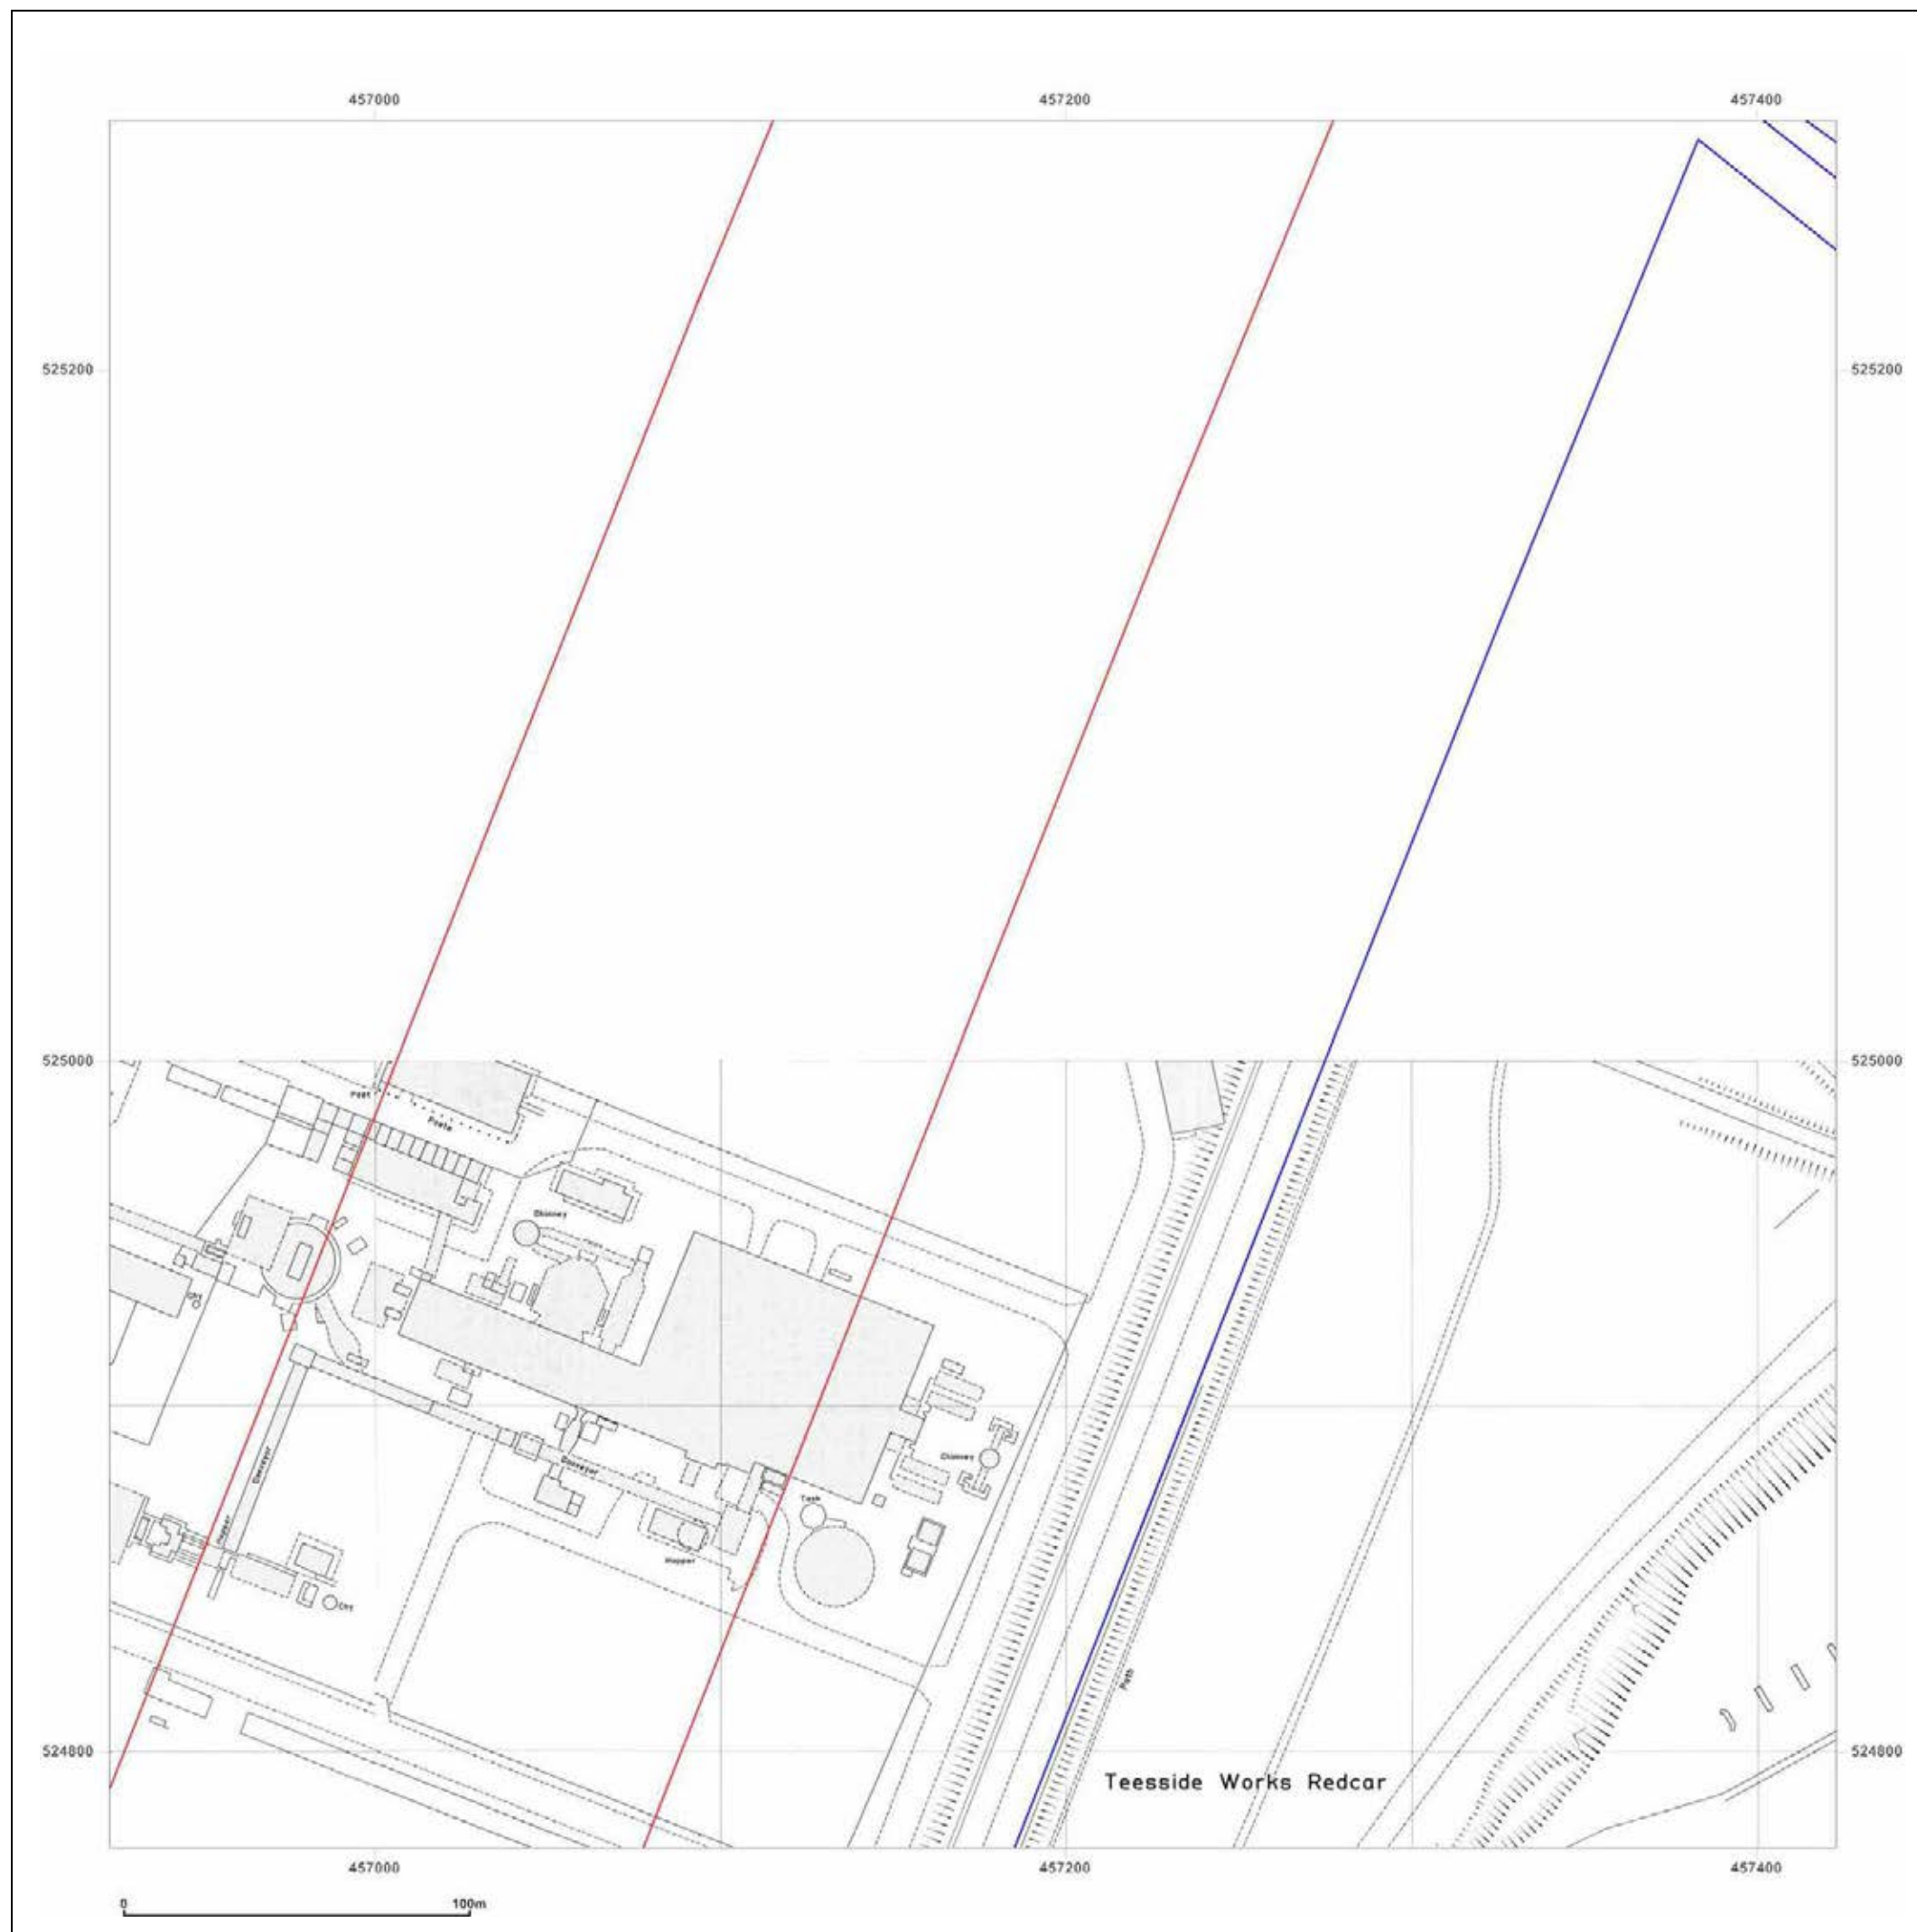 457000 457200 457400
525200 525200
525000 525000
Post
Posts
Chimney
Conveyor
Conveyor
Chimney
Tank
Hopper
Hopper
Path
524800 524800
Teesside Works Redcar
457000 457200 457400
0 100m